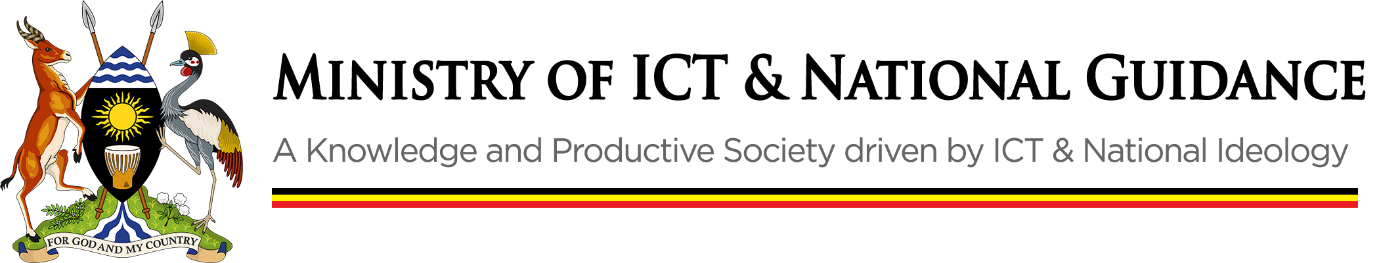 MINISTRY OF ICT & NATIONAL GUIDANCE
A Knowledge and Productive Society driven by ICT & National Ideology
FOR GOD AND MY COUNTRY